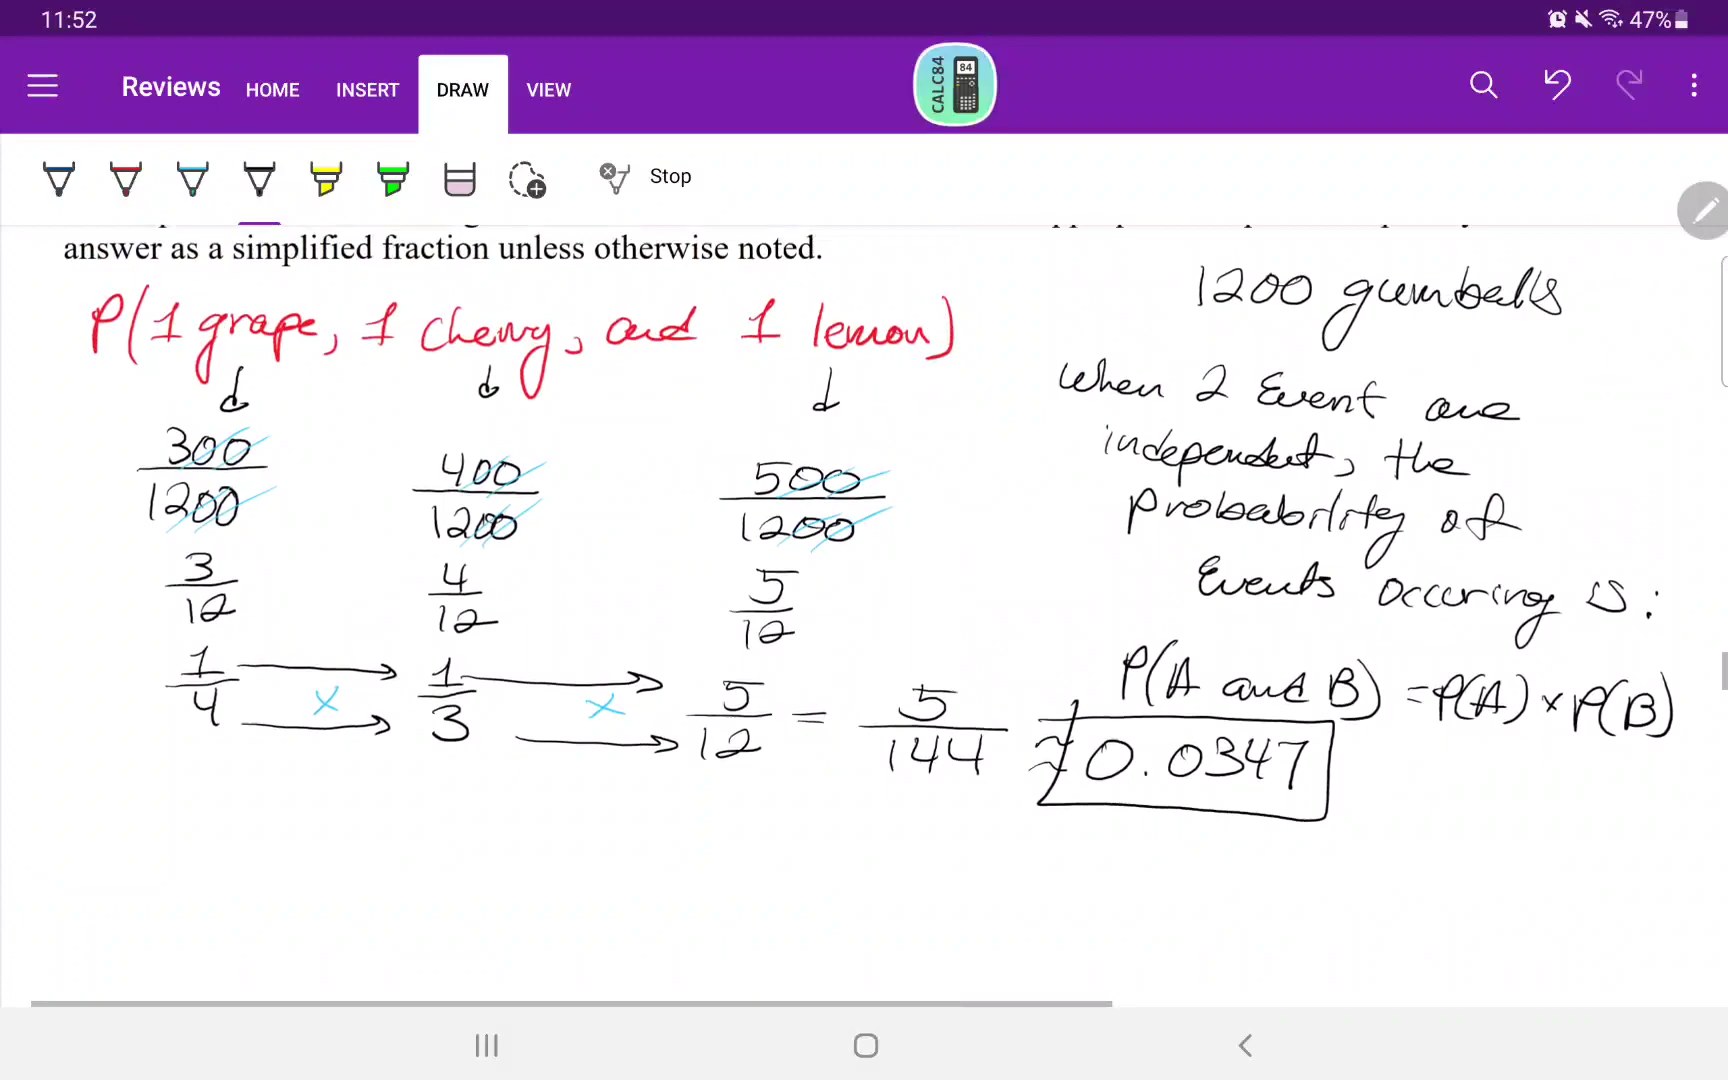 11:52
47%
Reviews HOME INSERT DRAW VIEW
CALC84
84
Stop
answer as a simplified fraction unless otherwise noted.
P(1 grape, 1 cherry, and 1 lemon)
300/1200 400/1200 500/1200
3/12 4/12 5/12
1/4 × 1/3 × 5/12 = 5/144 ≈ 0.0347
1200 gumballs
When 2 Event are
independent, the
probability of
Events occuring is:
P(A and B) = P(A) × P(B)